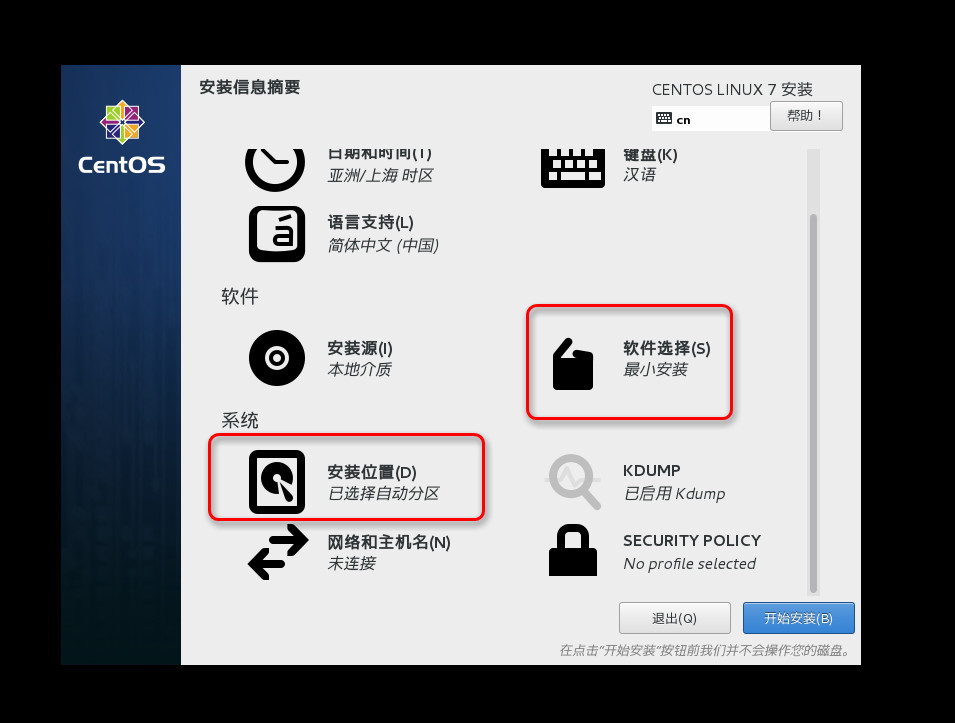 安装信息摘要
CENTOS LINUX 7 安装
cn
帮助！
CentOS
日期和时间(T)
亚洲/上海 时区
键盘(K)
汉语
语言支持(L)
简体中文 (中国)
软件
安装源(I)
本地介质
软件选择(S)
最小安装
系统
安装位置(D)
已选择自动分区
KDUMP
已启用 Kdump
网络和主机名(N)
未连接
SECURITY POLICY
No profile selected
退出(Q)
开始安装(B)
在点击“开始安装”按钮前我们并不会操作您的磁盘。